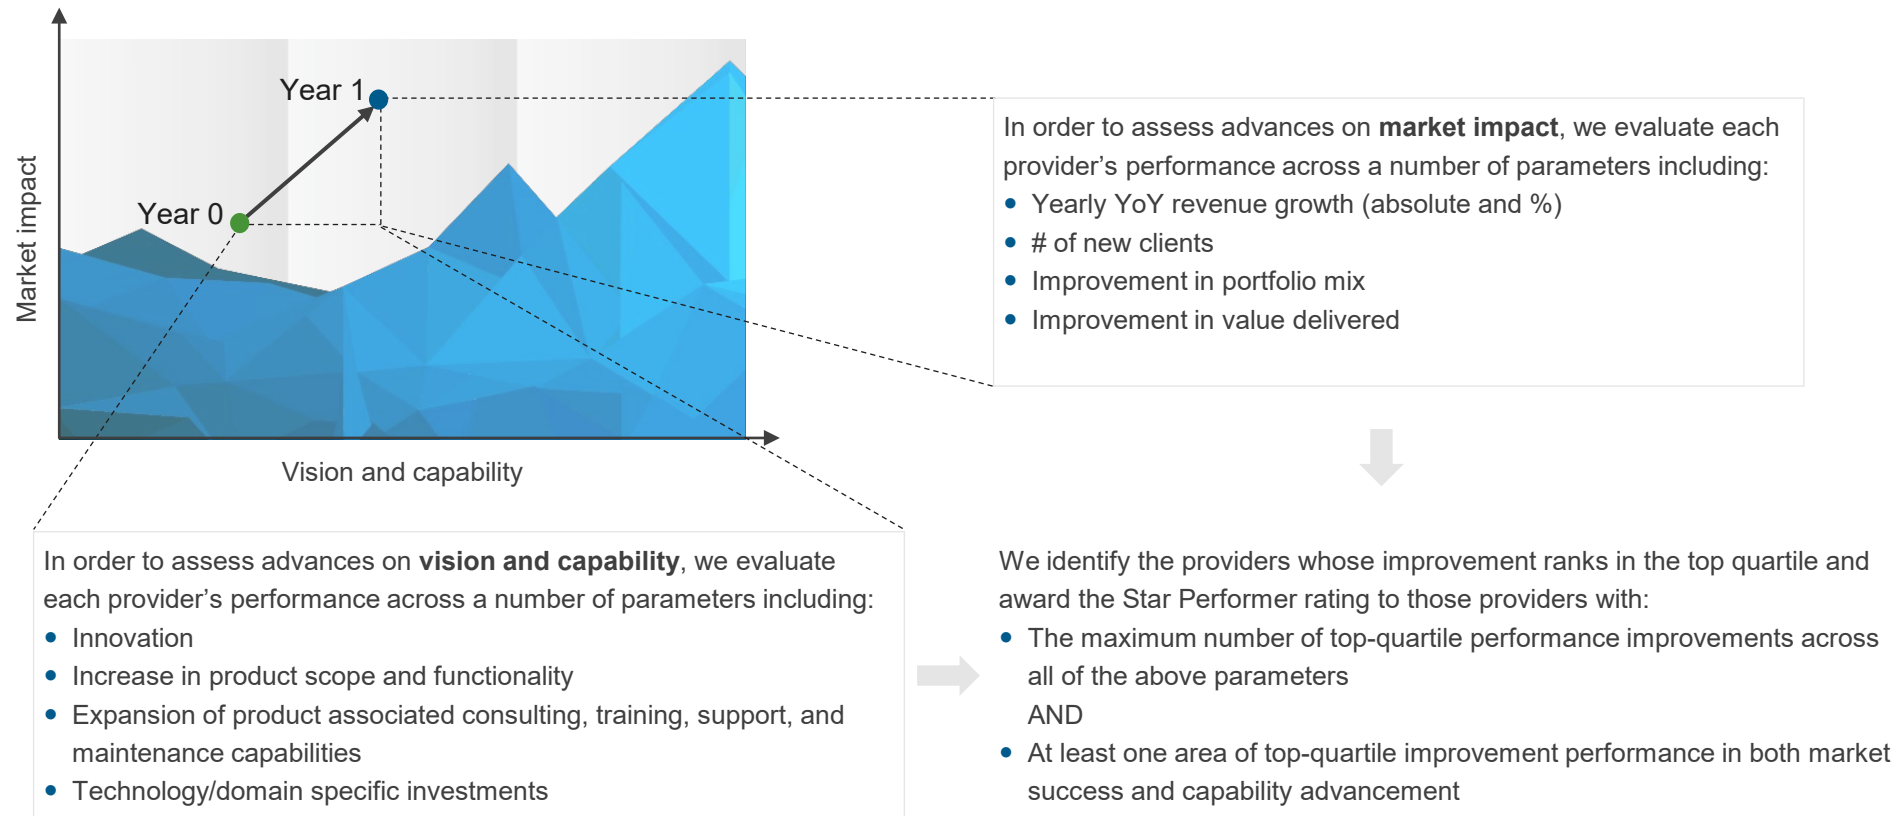 Year 1
Year 0
Market impact
Vision and capability
In order to assess advances on market impact, we evaluate each
provider’s performance across a number of parameters including:
• Yearly YoY revenue growth (absolute and %)
• # of new clients
• Improvement in portfolio mix
• Improvement in value delivered
In order to assess advances on vision and capability, we evaluate
each provider’s performance across a number of parameters including:
• Innovation
• Increase in product scope and functionality
• Expansion of product associated consulting, training, support, and
maintenance capabilities
• Technology/domain specific investments
We identify the providers whose improvement ranks in the top quartile and
award the Star Performer rating to those providers with:
• The maximum number of top-quartile performance improvements across
all of the above parameters
AND
• At least one area of top-quartile improvement performance in both market
success and capability advancement